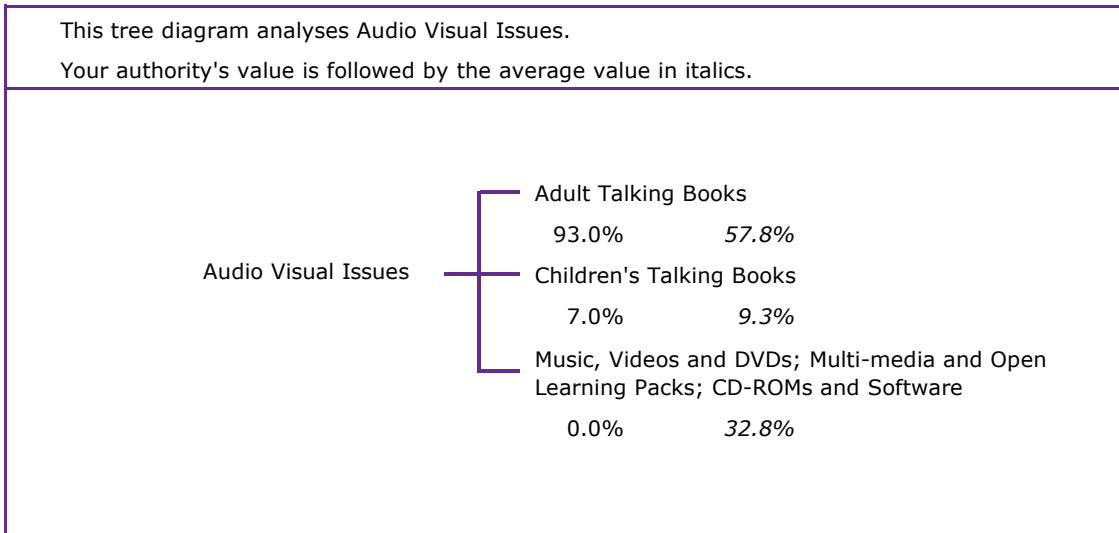 This tree diagram analyses Audio Visual Issues.
Your authority's value is followed by the average value in italics.
Adult Talking Books
93.0% 57.8%
Audio Visual Issues
Children's Talking Books
7.0% 9.3%
Music, Videos and DVDs; Multi-media and Open
Learning Packs; CD-ROMs and Software
0.0% 32.8%